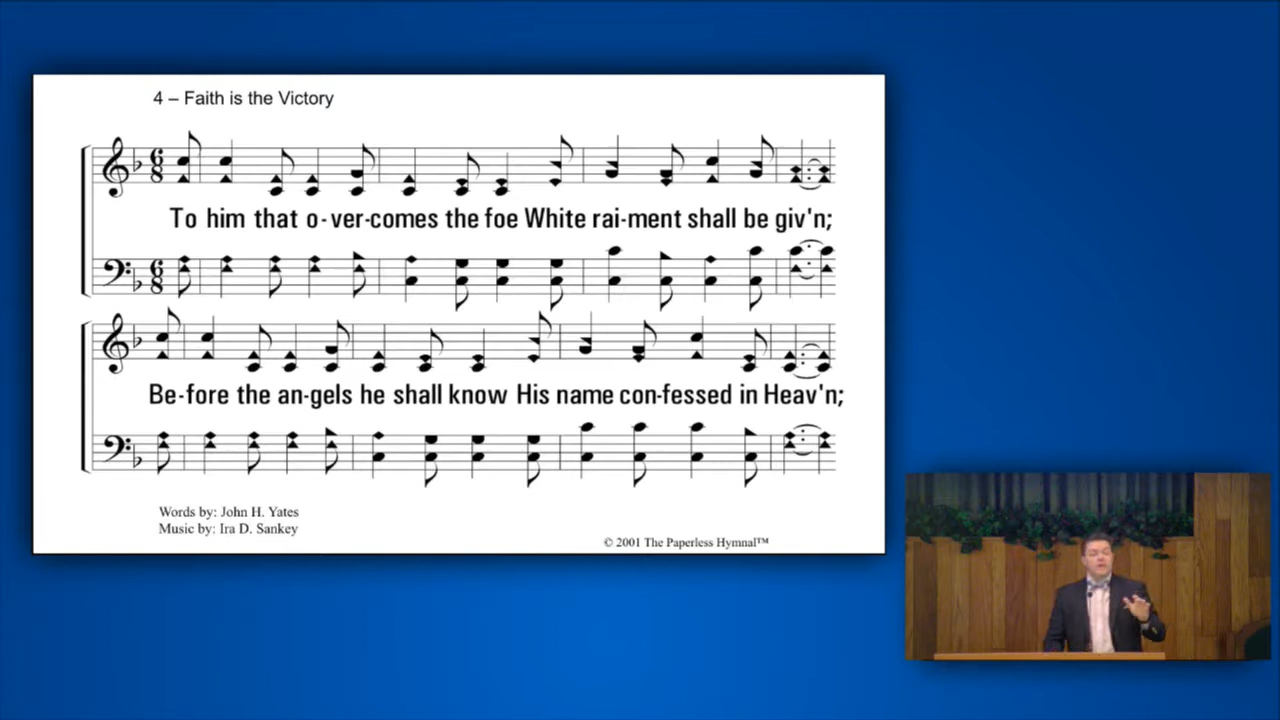 4 – Faith is the Victory
To him that o-ver-comes the foe White rai-ment shall be giv'n;
Be-fore the an-gels he shall know His name con-fessed in Heav'n;
Words by: John H. Yates
Music by: Ira D. Sankey
© 2001 The Paperless Hymnal™